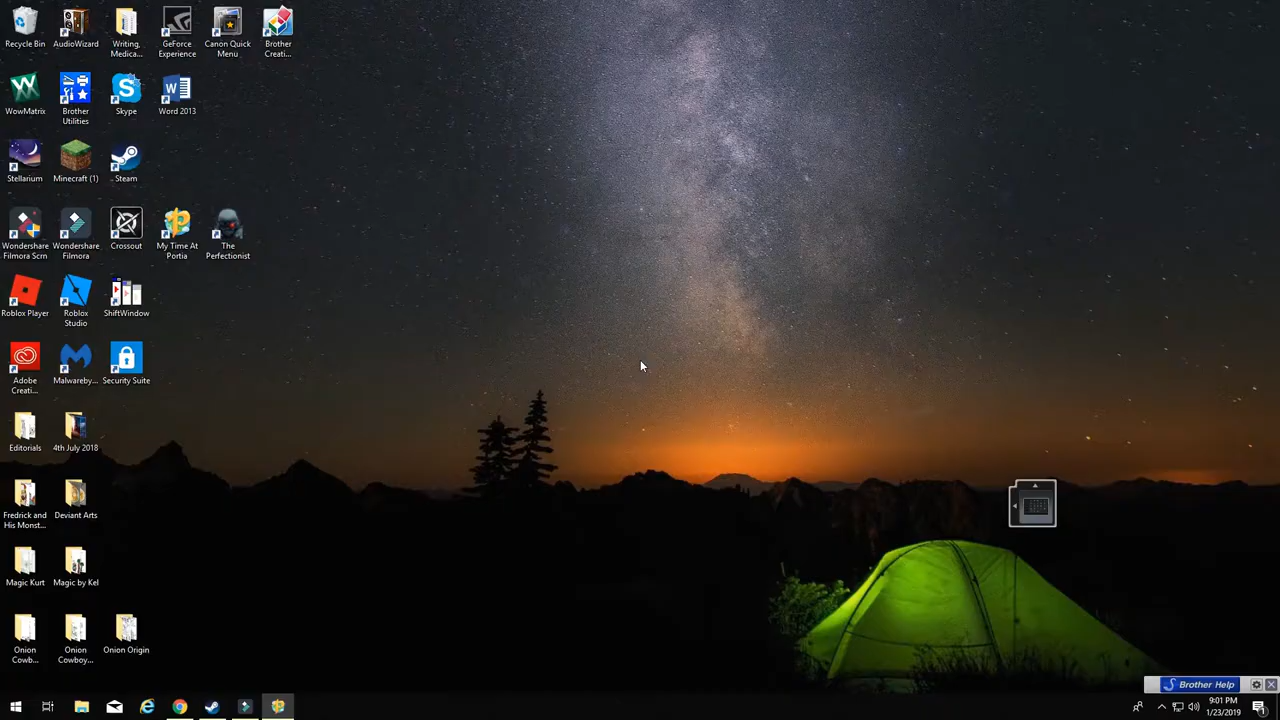 Recycle Bin
AudioWizard
Writing,
Medica...
GeForce
Experience
Canon Quick
Menu
Brother
Creati...
WowMatrix
Brother
Utilities
Skype
Word 2013
Stellarium
Minecraft (1)
Steam
Wondershare
Filmora Scrn
Wondershare
Filmora
Crossout
My Time At
Portia
The
Perfectionist
Roblox Player
Roblox
Studio
ShiftWindow
Adobe
Creati...
Malwareby...
Security Suite
Editorials
4th July 2018
Fredrick and
His Monst...
Deviant Arts
Magic Kurt
Magic by Kel
Onion
Cowb...
Onion
Cowboy...
Onion Origin
Brother Help
9:01 PM
1/23/2019